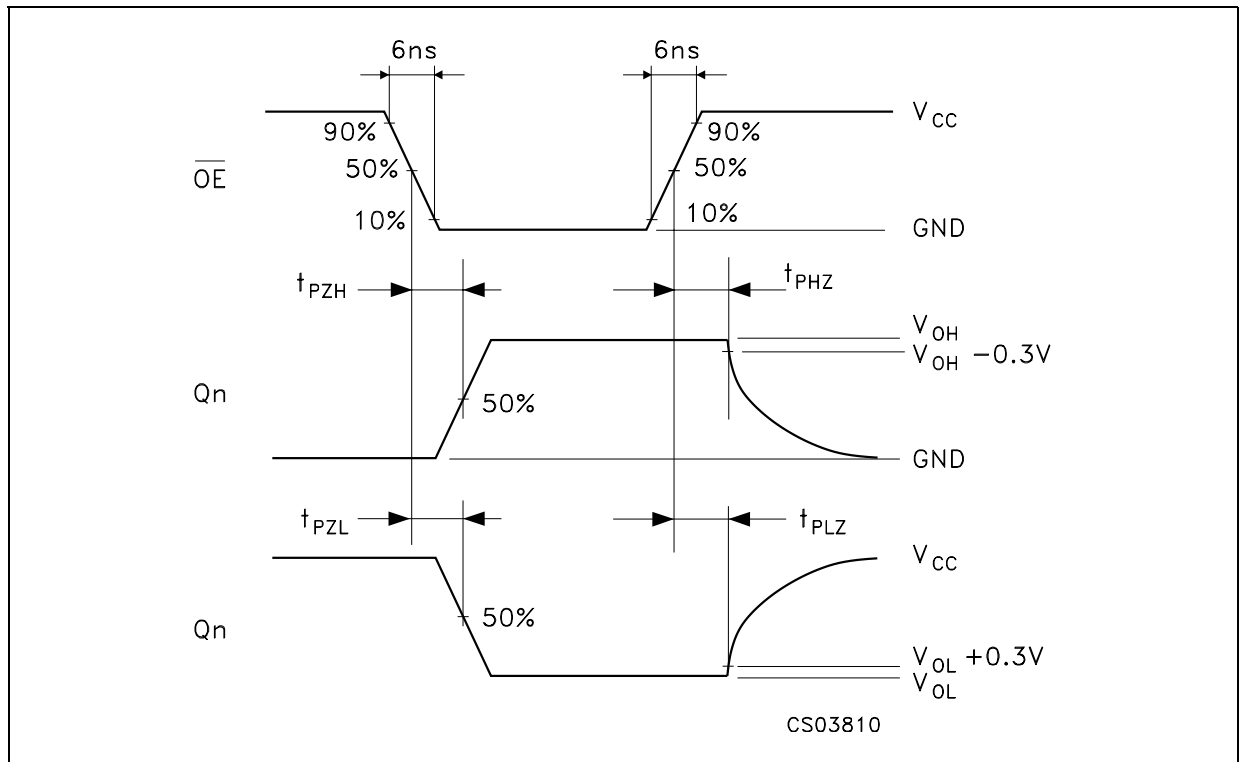 6ns 6ns
90% 90% V_CC
O̅E̅ 50% 50%
10% 10% GND
t_PZH t_PHZ
V_OH
V_OH −0.3V
Qn 50%
GND
t_PZL t_PLZ
V_CC
Qn 50%
V_OL +0.3V
V_OL
CS03810